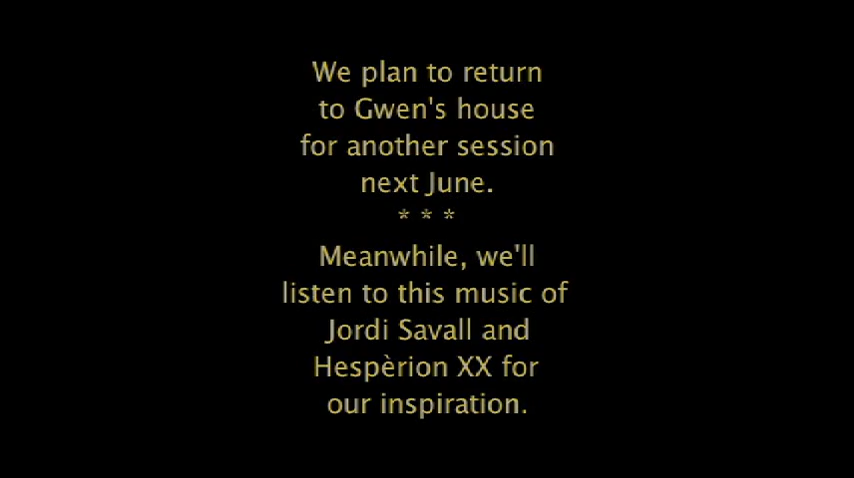 We plan to return
to Gwen's house
for another session
next June.
* * *
Meanwhile, we'll
listen to this music of
Jordi Savall and
Hespèrion XX for
our inspiration.